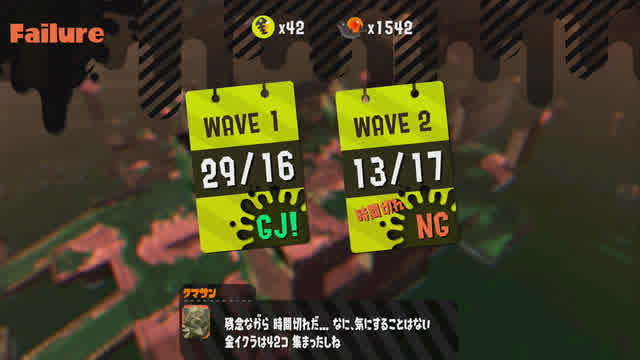 Failure
x42
x1542
WAVE 1
29/16
GJ!
WAVE 2
13/17
時間切れ
NG
クマサン
残念ながら 時間切れだ... なに、気にすることはない
金イクラは42コ 集まったしね